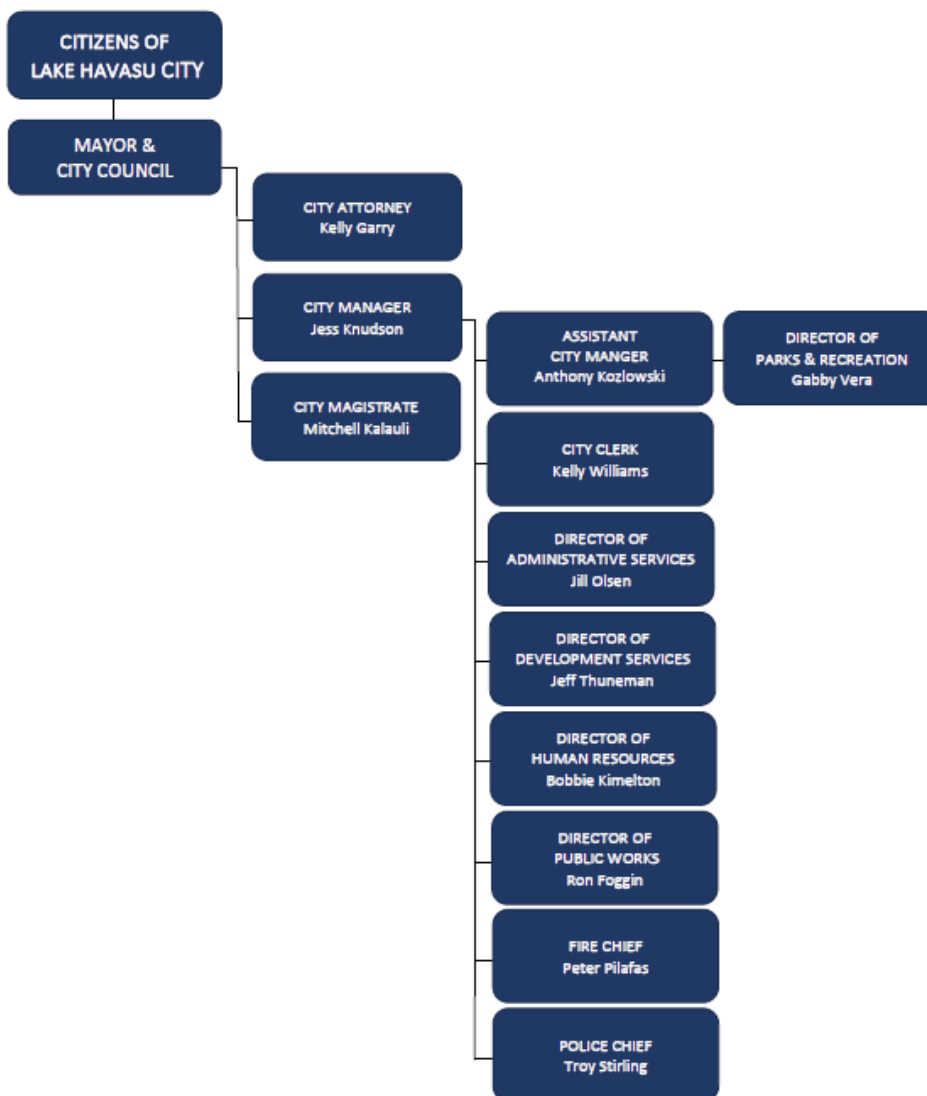 CITIZENS OF
LAKE HAVASU CITY
MAYOR &
CITY COUNCIL
CITY ATTORNEY
Kelly Garry
CITY MANAGER
Jess Knudson
CITY MAGISTRATE
Mitchell Kalauli
ASSISTANT
CITY MANGER
Anthony Kozlowski
DIRECTOR OF
PARKS & RECREATION
Gabby Vera
CITY CLERK
Kelly Williams
DIRECTOR OF
ADMINISTRATIVE SERVICES
Jill Olsen
DIRECTOR OF
DEVELOPMENT SERVICES
Jeff Thuneman
DIRECTOR OF
HUMAN RESOURCES
Bobbie Kimelton
DIRECTOR OF
PUBLIC WORKS
Ron Foggin
FIRE CHIEF
Peter Pilafas
POLICE CHIEF
Troy Stirling